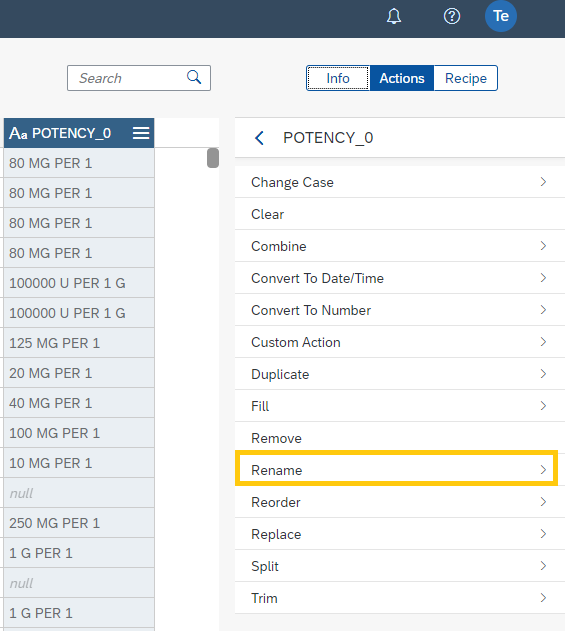 Te
Search
Info
Actions
Recipe
Aa POTENCY_0
80 MG PER 1
80 MG PER 1
80 MG PER 1
80 MG PER 1
100000 U PER 1 G
100000 U PER 1 G
125 MG PER 1
20 MG PER 1
40 MG PER 1
100 MG PER 1
10 MG PER 1
null
250 MG PER 1
1 G PER 1
null
1 G PER 1
POTENCY_0
Change Case
Clear
Combine
Convert To Date/Time
Convert To Number
Custom Action
Duplicate
Fill
Remove
Rename
Reorder
Replace
Split
Trim